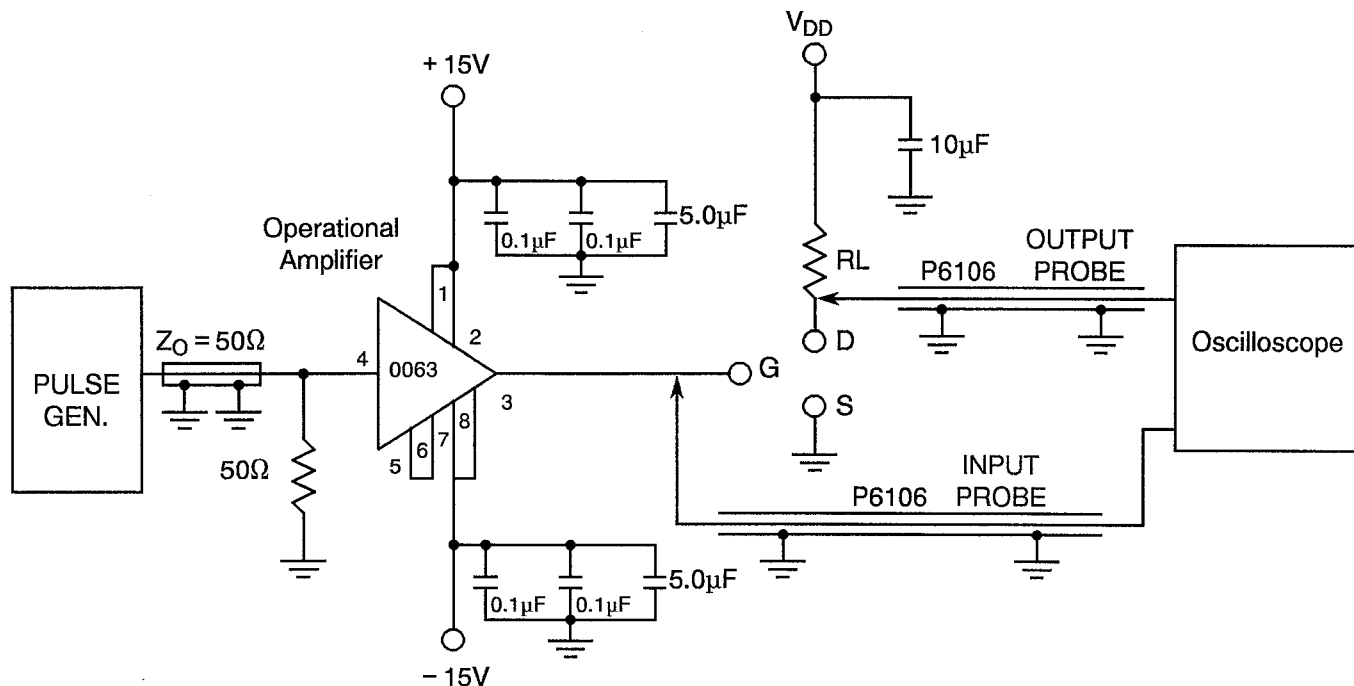 V_DD
+ 15V
10µF
5.0µF
0.1µF 0.1µF
Operational
Amplifier
RL
OUTPUT
P6106 PROBE
1
2
Z_O = 50Ω
4
0063
3
D
G
Oscilloscope
PULSE
GEN.
S
8
7
6
5
50Ω
INPUT
P6106 PROBE
5.0µF
0.1µF 0.1µF
− 15V